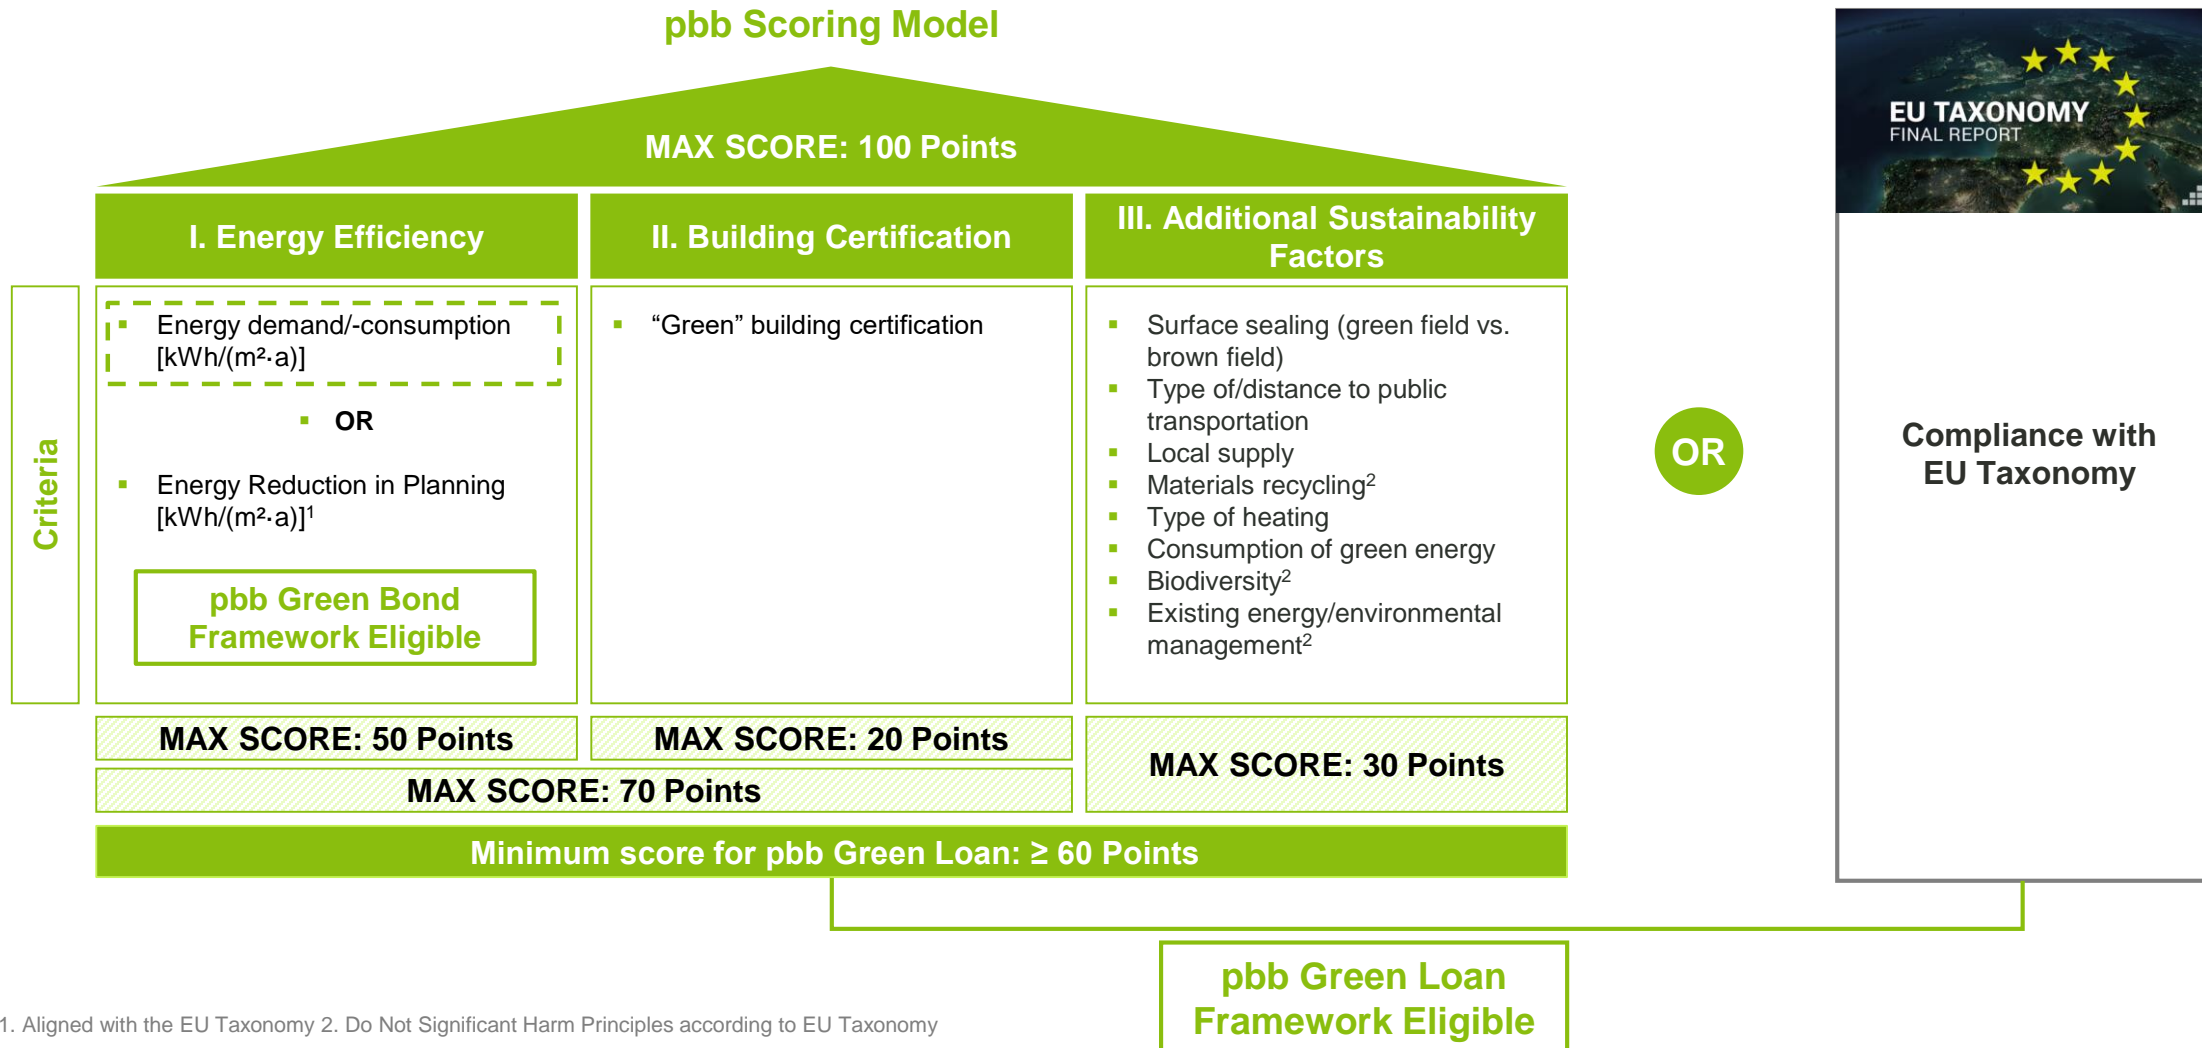 pbb Scoring Model
MAX SCORE: 100 Points
I. Energy Efficiency
II. Building Certification
III. Additional Sustainability
Factors
Criteria
▪ Energy demand/-consumption
[kWh/(m²·a)]
▪ OR
▪ Energy Reduction in Planning
[kWh/(m²·a)]¹
pbb Green Bond
Framework Eligible
▪ “Green” building certification
▪ Surface sealing (green field vs.
brown field)
▪ Type of/distance to public
transportation
▪ Local supply
▪ Materials recycling²
▪ Type of heating
▪ Consumption of green energy
▪ Biodiversity²
▪ Existing energy/environmental
management²
MAX SCORE: 50 Points
MAX SCORE: 20 Points
MAX SCORE: 30 Points
MAX SCORE: 70 Points
Minimum score for pbb Green Loan: ≥ 60 Points
OR
EU TAXONOMY
FINAL REPORT
Compliance with
EU Taxonomy
pbb Green Loan
Framework Eligible
1. Aligned with the EU Taxonomy 2. Do Not Significant Harm Principles according to EU Taxonomy